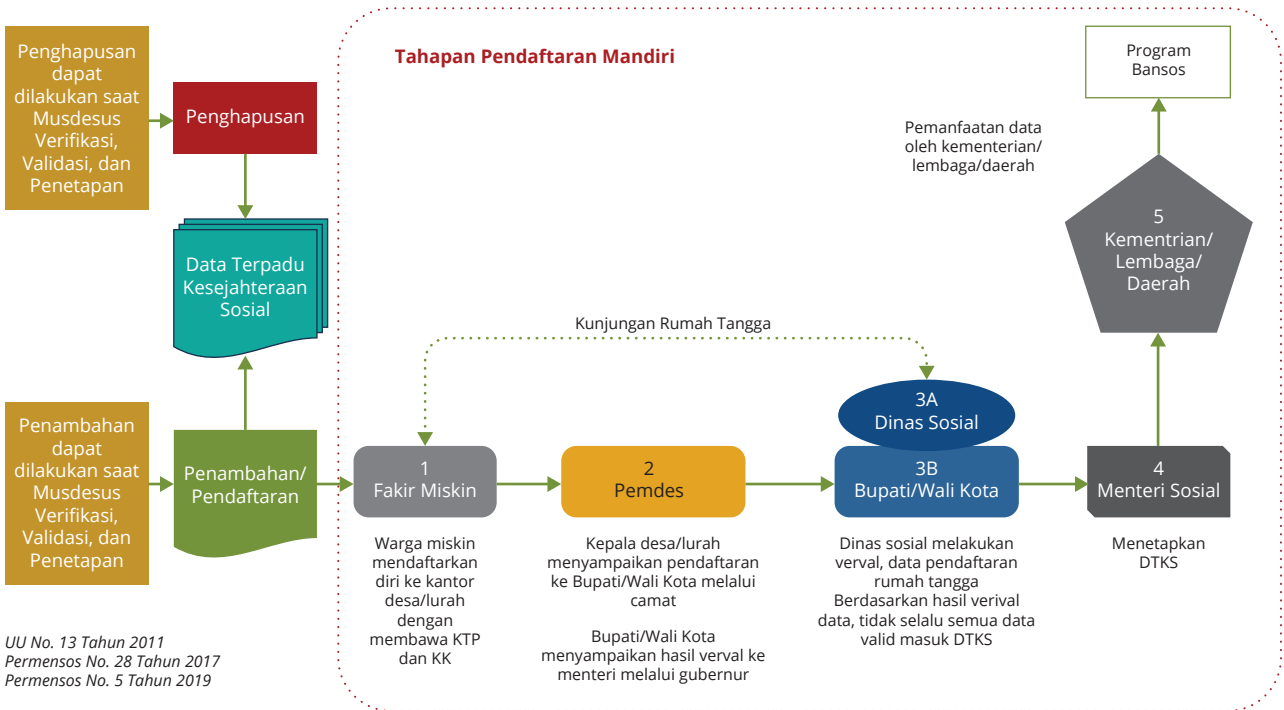 Penghapusan
dapat
dilakukan saat
Musdesus
Verifikasi,
Validasi, dan
Penetapan
Penghapusan
Data Terpadu
Kesejahteraan
Sosial
Penambahan
dapat
dilakukan saat
Musdesus
Verifikasi,
Validasi, dan
Penetapan
Penambahan/
Pendaftaran
UU No. 13 Tahun 2011
Permensos No. 28 Tahun 2017
Permensos No. 5 Tahun 2019
Tahapan Pendaftaran Mandiri
Kunjungan Rumah Tangga
1
Fakir Miskin
Warga miskin
mendaftarkan
diri ke kantor
desa/lurah
dengan
membawa KTP
dan KK
2
Pemdes
Kepala desa/lurah
menyampaikan pendaftaran
ke Bupati/Wali Kota melalui
camat
Bupati/Wali Kota
menyampaikan hasil verval ke
menteri melalui gubernur
3A
Dinas Sosial
3B
Bupati/Wali Kota
Dinas sosial melakukan
verval, data pendaftaran
rumah tangga
Berdasarkan hasil verival
data, tidak selalu semua data
valid masuk DTKS
4
Menteri Sosial
Menetapkan
DTKS
5
Kementrian/
Lembaga/
Daerah
Pemanfaatan data
oleh kementerian/
lembaga/daerah
Program
Bansos